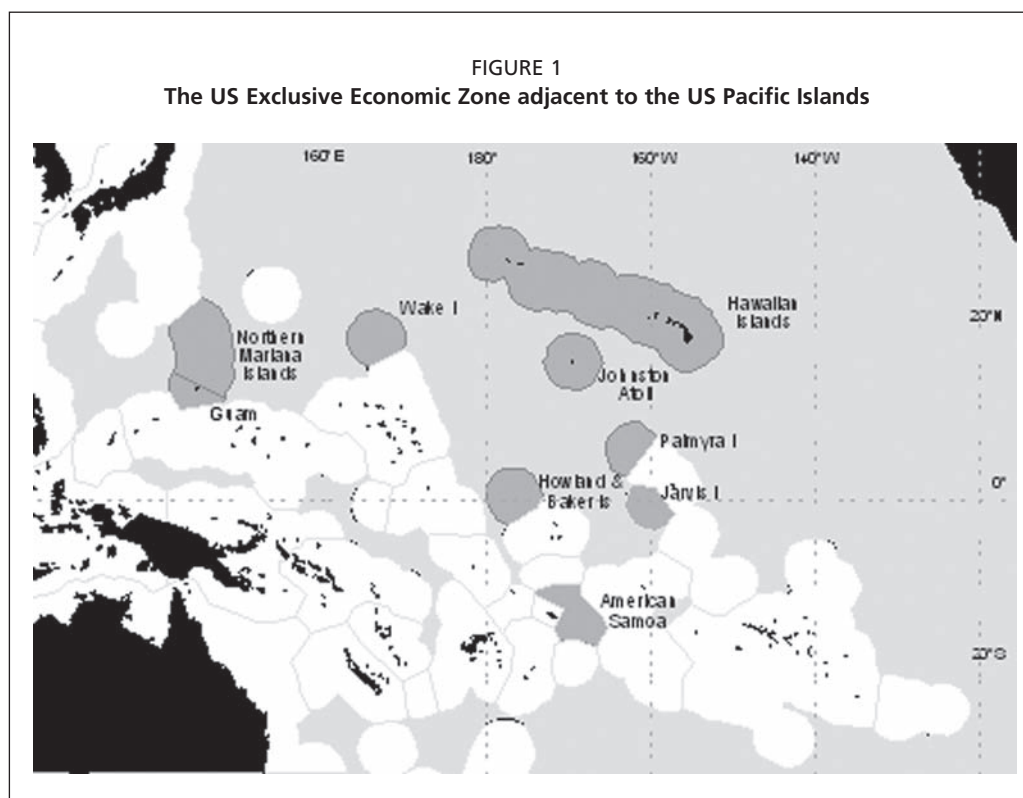 FIGURE 1
The US Exclusive Economic Zone adjacent to the US Pacific Islands
160° E
180°
160° W
140° W
Wake I
Hawaiian
Islands
20° N
Northern
Mariana
Islands
Johnston
Atoll
Guam
Palmyra I
Howland &
Baker Is
Jarvis I
0°
American
Samoa
20° S